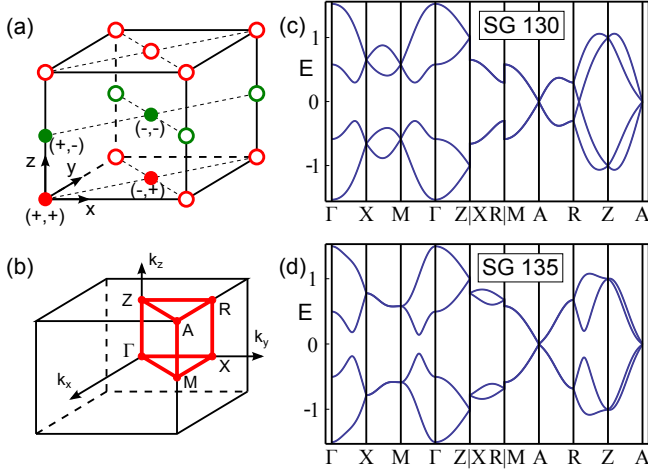 (a)
(+,-)
(-,-)
z
y
x
(+,+)
(-,+)
(b)
k_z
Z
R
A
Γ
k_y
X
k_x
M
(c)
SG 130
1
E
0
-1
Γ X M Γ Z|X R|M A R Z A
(d)
SG 135
1
E
0
-1
Γ X M Γ Z|X R|M A R Z A